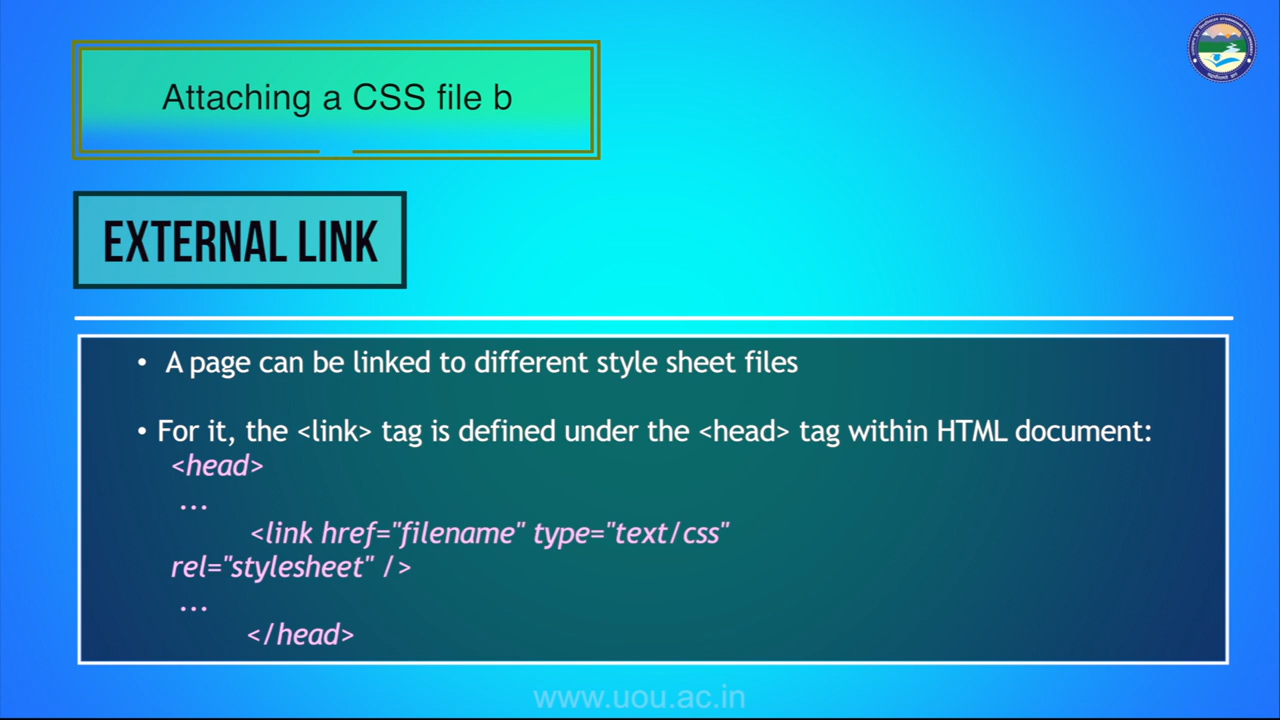 Attaching a CSS file b
EXTERNAL LINK
• A page can be linked to different style sheet files
• For it, the <link> tag is defined under the <head> tag within HTML document:
<head>
...
<link href="filename" type="text/css"
rel="stylesheet" />
...
</head>
www.uou.ac.in